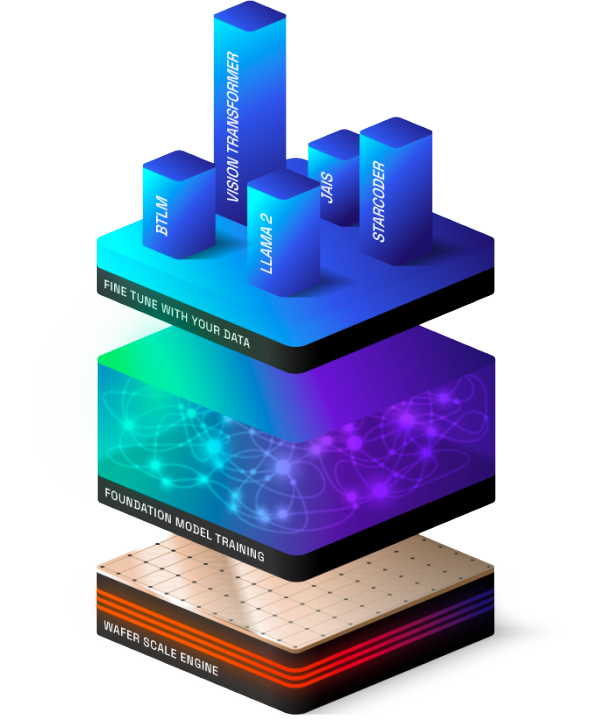 VISION TRANSFORMER
BTLM
LLAMA 2
JAIS
STARCODER
FINE TUNE WITH YOUR DATA
FOUNDATION MODEL TRAINING
WAFER SCALE ENGINE